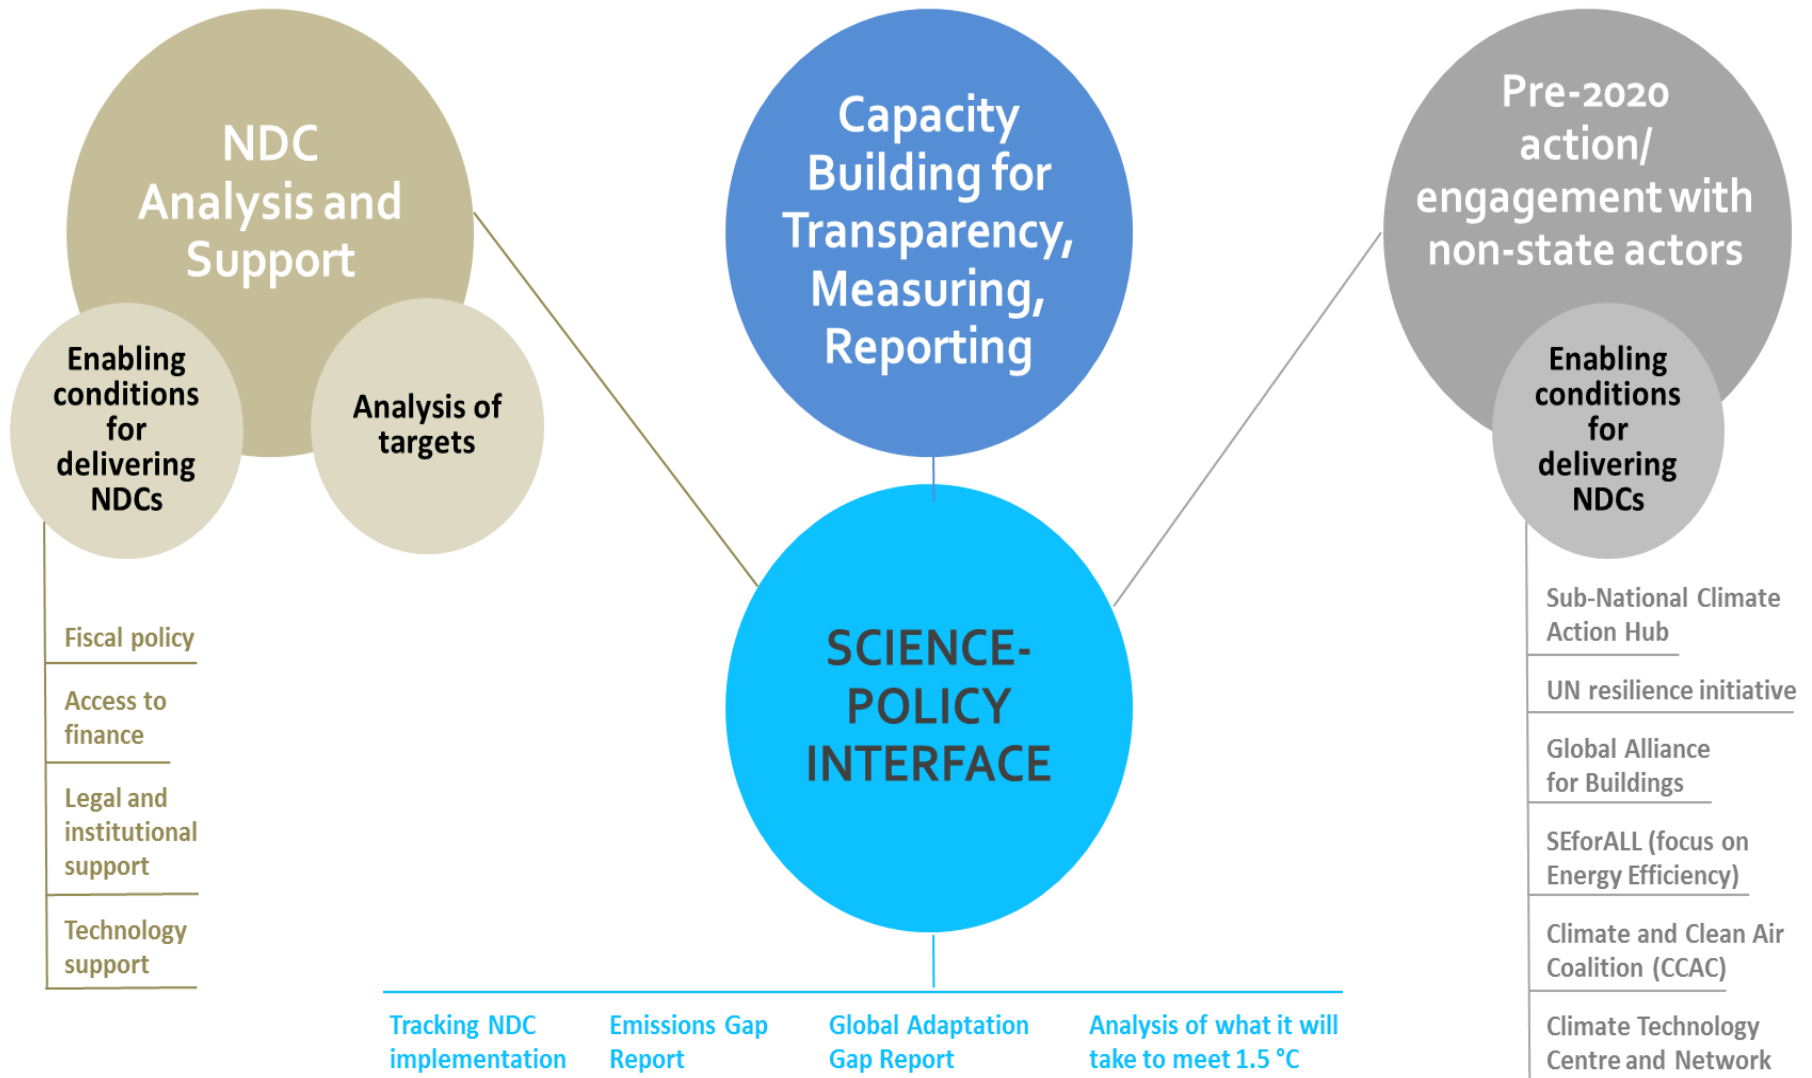 NDC
Analysis and
Support
Enabling
conditions
for
delivering
NDCs
Analysis of
targets
Fiscal policy
Access to
finance
Legal and
institutional
support
Technology
support
Capacity
Building for
Transparency,
Measuring,
Reporting
SCIENCE-
POLICY
INTERFACE
Tracking NDC
implementation
Emissions Gap
Report
Global Adaptation
Gap Report
Analysis of what it will
take to meet 1.5 °C
Pre-2020
action/
engagement with
non-state actors
Enabling
conditions
for
delivering
NDCs
Sub-National Climate
Action Hub
UN resilience initiative
Global Alliance
for Buildings
SEforALL (focus on
Energy Efficiency)
Climate and Clean Air
Coalition (CCAC)
Climate Technology
Centre and Network